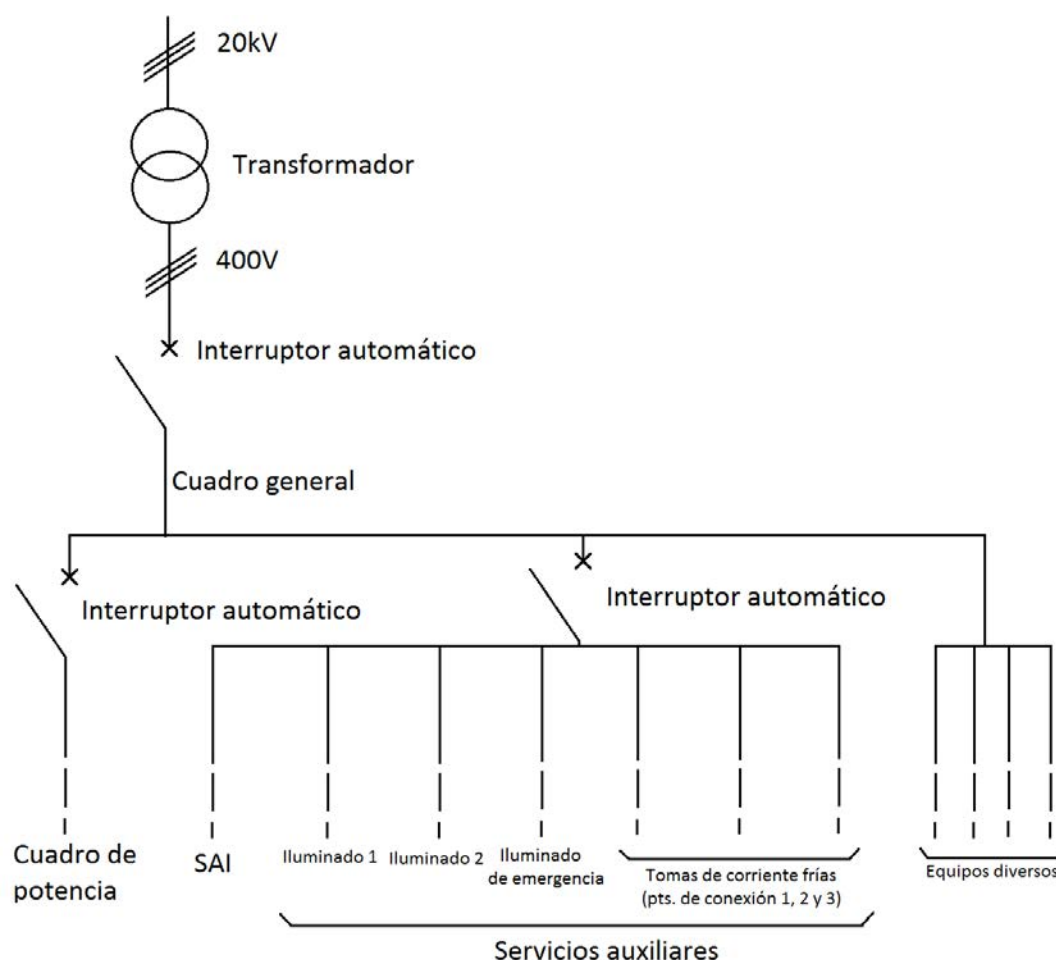 20kV
Transformador
400V
Interruptor automático
Cuadro general
Interruptor automático
Interruptor automático
Cuadro de
potencia
SAI
Iluminado 1
Iluminado 2
Iluminado
de emergencia
Tomas de corriente frías
(pts. de conexión 1, 2 y 3)
Equipos diversos
Servicios auxiliares